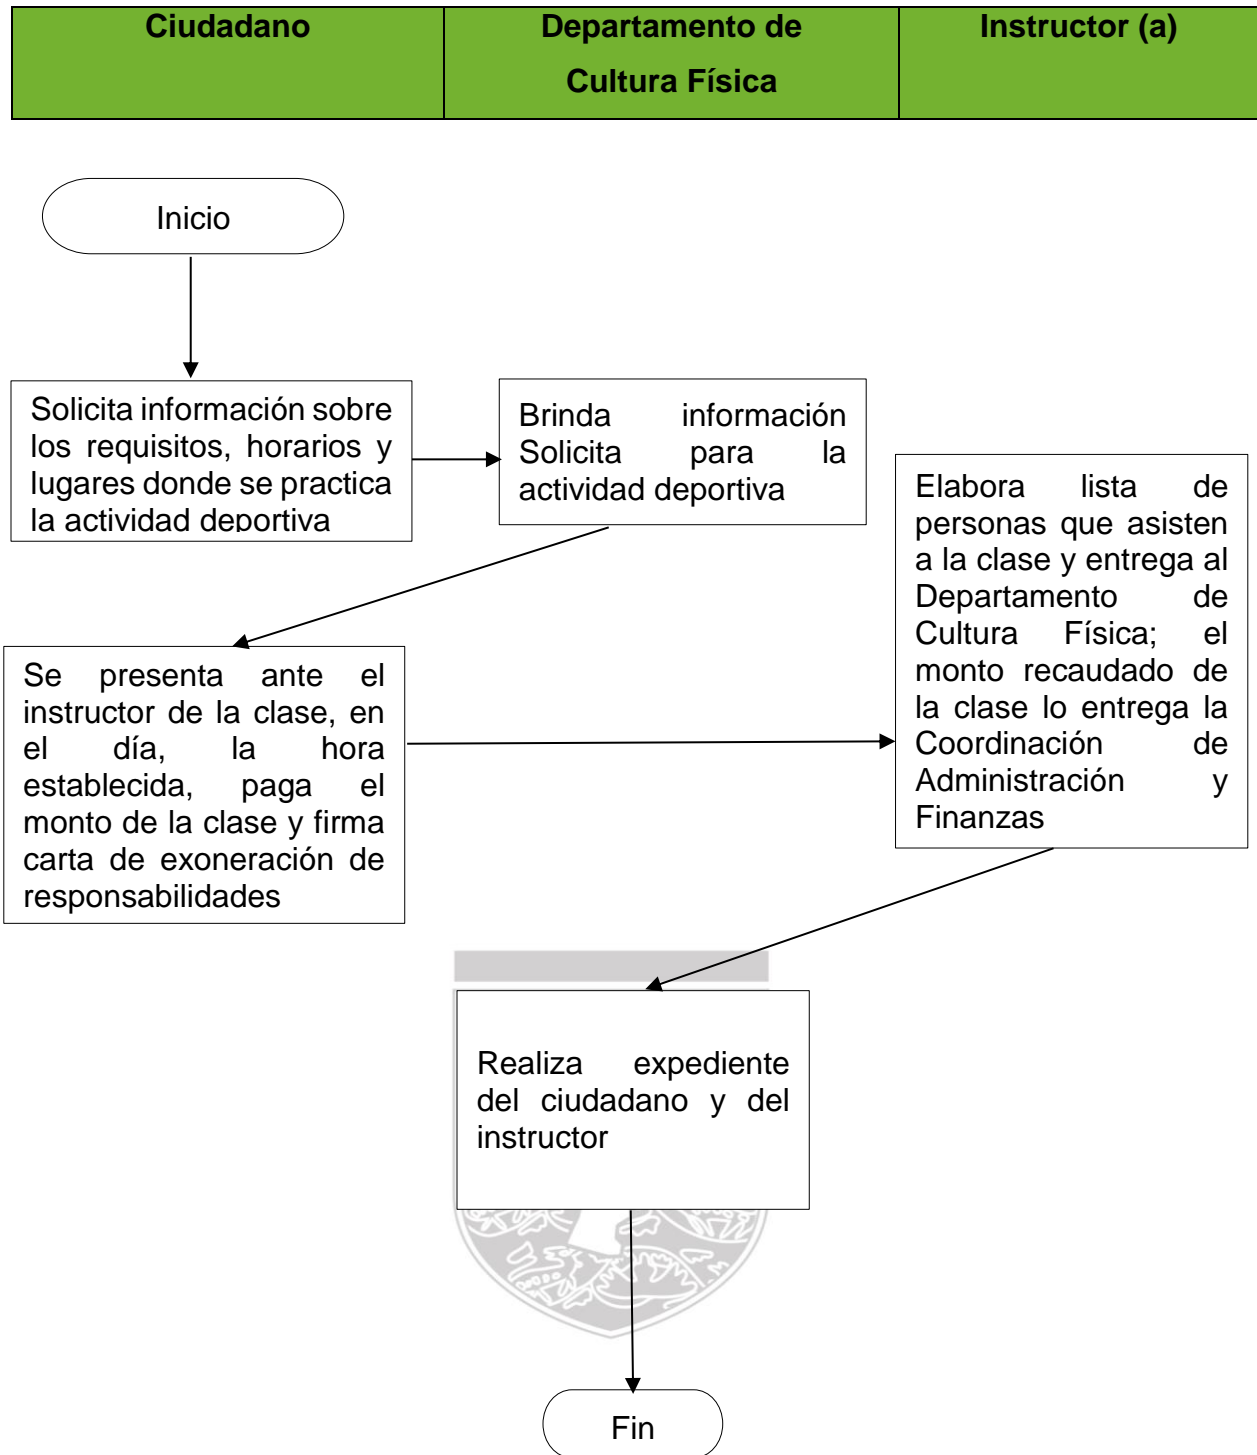 Ciudadano
Departamento de
Cultura Física
Instructor (a)
Inicio
Solicita información sobre
los requisitos, horarios y
lugares donde se practica
la actividad deportiva
Brinda información
Solicita para la
actividad deportiva
Elabora lista de
personas que asisten
a la clase y entrega al
Departamento de
Cultura Física; el
monto recaudado de
la clase lo entrega la
Coordinación de
Administración y
Finanzas
Se presenta ante el
instructor de la clase, en
el día, la hora
establecida, paga el
monto de la clase y firma
carta de exoneración de
responsabilidades
Realiza expediente
del ciudadano y del
instructor
Fin